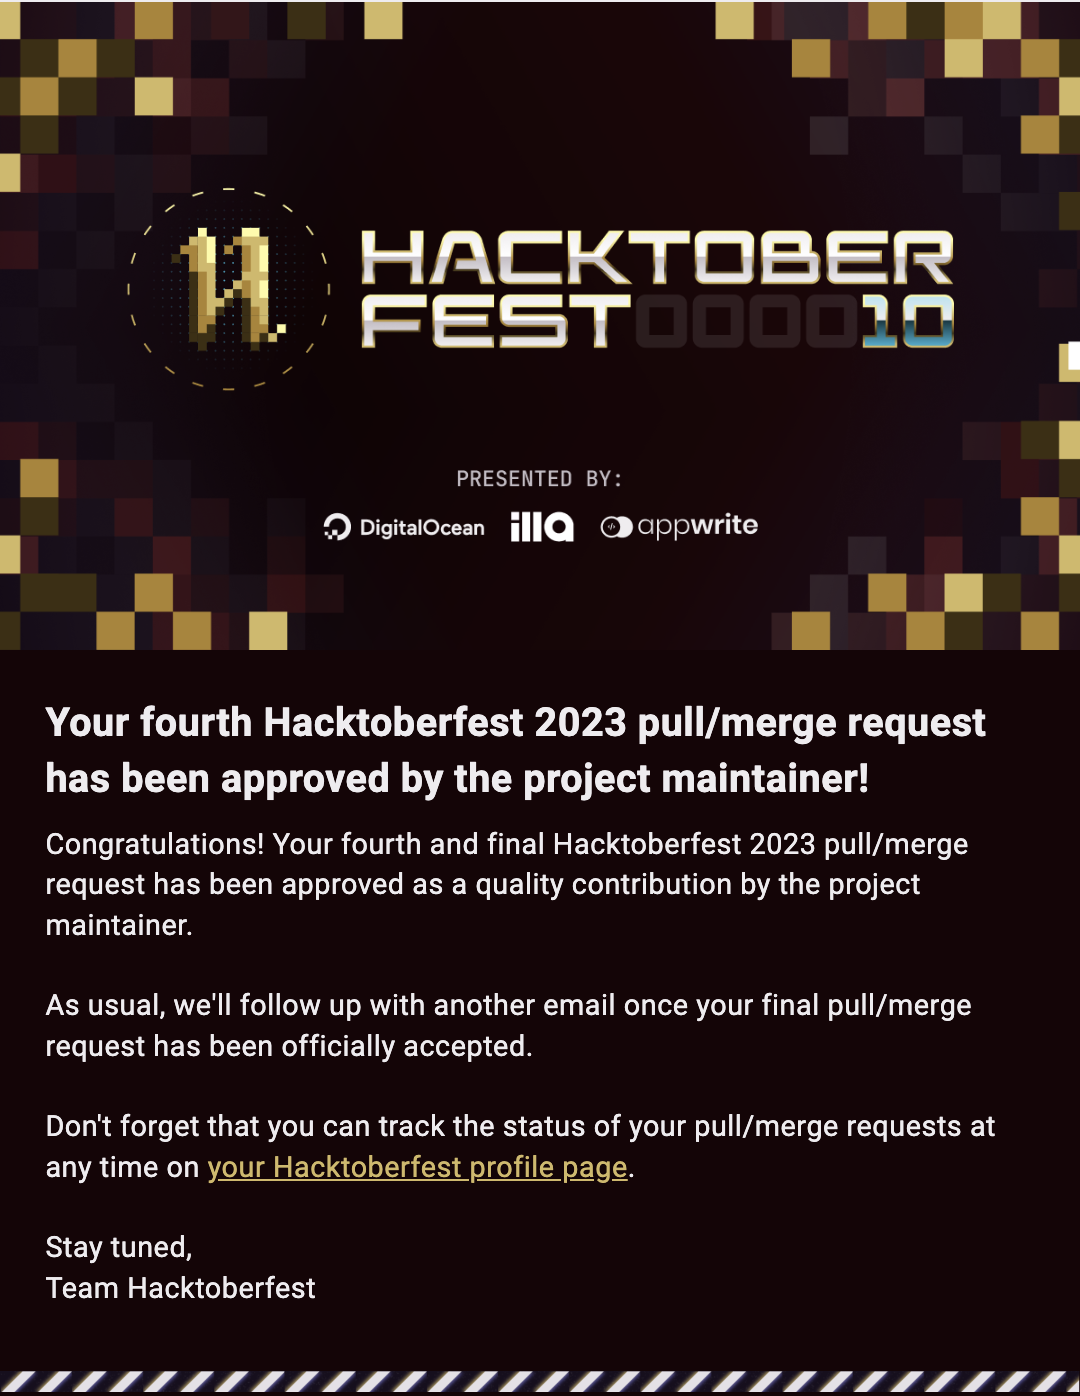 HACKTOBER
FEST000010
PRESENTED BY:
DigitalOcean illa appwrite
Your fourth Hacktoberfest 2023 pull/merge request
has been approved by the project maintainer!
Congratulations! Your fourth and final Hacktoberfest 2023 pull/merge
request has been approved as a quality contribution by the project
maintainer.
As usual, we'll follow up with another email once your final pull/merge
request has been officially accepted.
Don't forget that you can track the status of your pull/merge requests at
any time on your Hacktoberfest profile page.
Stay tuned,
Team Hacktoberfest